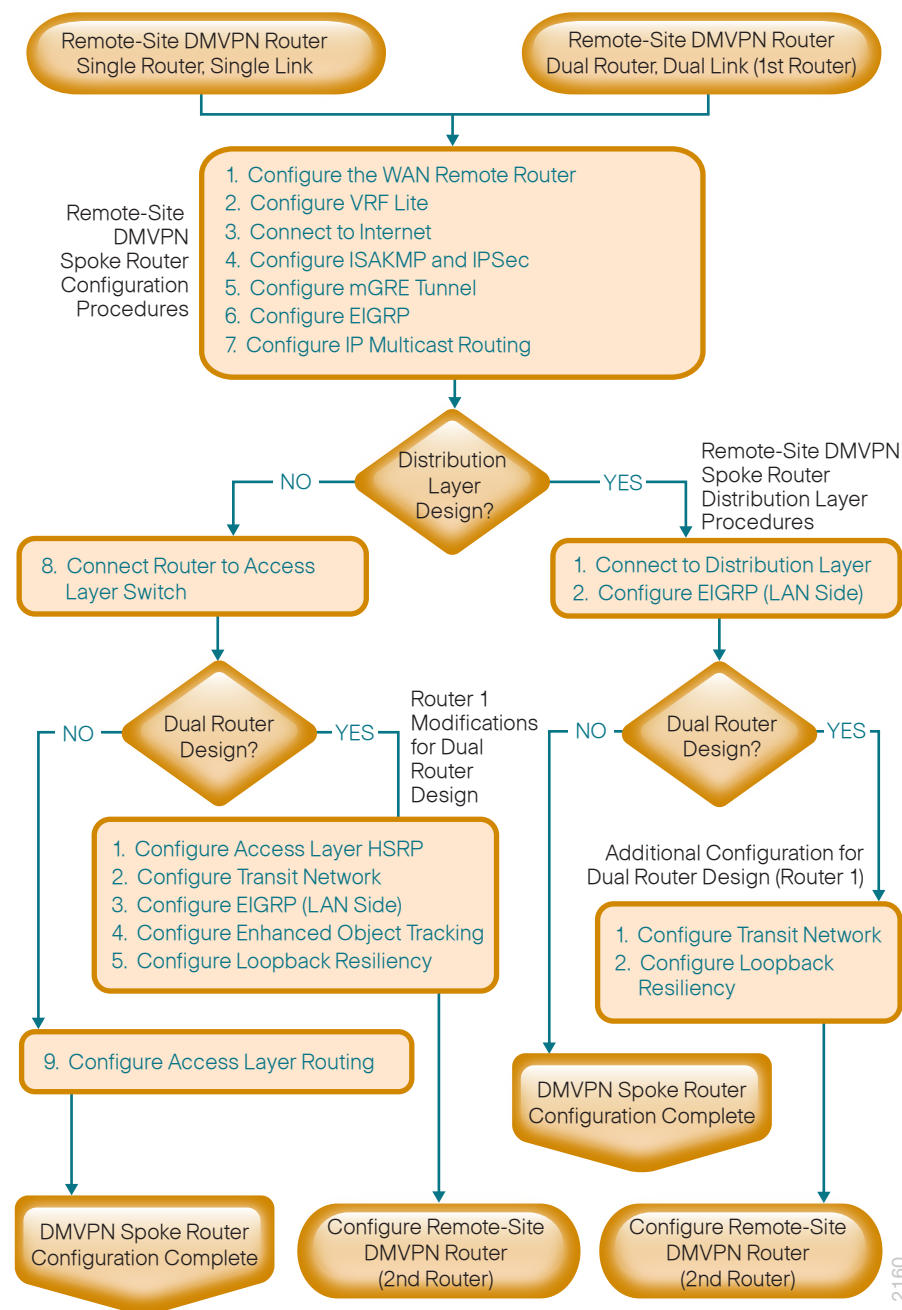 Remote-Site DMVPN Router
Single Router, Single Link
Remote-Site DMVPN Router
Dual Router, Dual Link (1st Router)
Remote-Site
DMVPN
Spoke Router
Configuration
Procedures
1. Configure the WAN Remote Router
2. Configure VRF Lite
3. Connect to Internet
4. Configure ISAKMP and IPSec
5. Configure mGRE Tunnel
6. Configure EIGRP
7. Configure IP Multicast Routing
Distribution
Layer
Design?
NO
YES
Remote-Site DMVPN
Spoke Router
Distribution Layer
Procedures
8. Connect Router to Access
Layer Switch
1. Connect to Distribution Layer
2. Configure EIGRP (LAN Side)
Dual Router
Design?
NO
YES
Router 1
Modifications
for Dual
Router
Design
Dual Router
Design?
NO
YES
1. Configure Access Layer HSRP
2. Configure Transit Network
3. Configure EIGRP (LAN Side)
4. Configure Enhanced Object Tracking
5. Configure Loopback Resiliency
Additional Configuration for
Dual Router Design (Router 1)
1. Configure Transit Network
2. Configure Loopback
Resiliency
9. Configure Access Layer Routing
DMVPN Spoke Router
Configuration Complete
DMVPN Spoke Router
Configuration Complete
Configure Remote-Site
DMVPN Router
(2nd Router)
Configure Remote-Site
DMVPN Router
(2nd Router)
2160